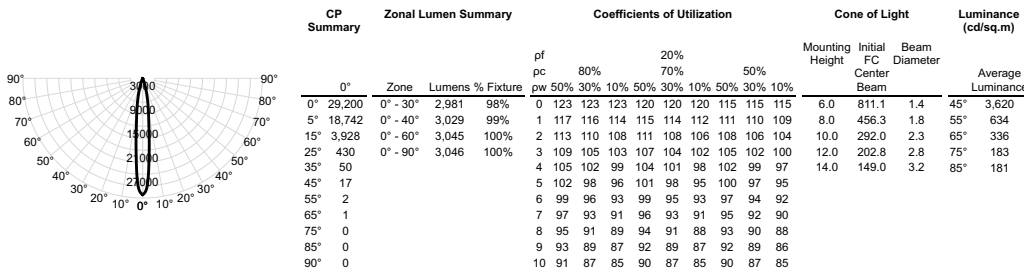 CP Zonal Lumen Summary Coefficients of Utilization Cone of Light Luminance
Summary (cd/sq.m)
ρf 20%
ρc 80% 70% 50%
Mounting Initial Beam
Height FC Diameter
Center
Beam
Average
Luminance
0° Zone Lumens % Fixture ρw 50% 30% 10% 50% 30% 10% 50% 30% 10%
0° 29,200 0° - 30° 2,981 98% 0 123 123 123 120 120 120 115 115 115 6.0 811.1 1.4 45° 3,620
5° 18,742 0° - 40° 3,029 99% 1 117 116 114 115 114 112 111 110 109 8.0 456.3 1.8 55° 634
15° 3,928 0° - 60° 3,045 100% 2 113 110 108 111 108 106 108 106 104 10.0 292.0 2.3 65° 336
25° 430 0° - 90° 3,046 100% 3 109 105 103 107 104 102 105 102 100 12.0 202.8 2.8 75° 183
35° 50 4 105 102 99 104 101 98 102 99 97 14.0 149.0 3.2 85° 181
45° 17 5 102 98 96 101 98 95 100 97 95
55° 2 6 99 96 93 99 95 93 97 94 92
65° 1 7 97 93 91 96 93 91 95 92 90
75° 0 8 95 91 89 94 91 88 93 90 88
85° 0 9 93 89 87 92 89 87 92 89 86
90° 0 10 91 87 85 90 87 85 90 87 85
90° 90°
3000
80° 80°
9000
70° 70°
15000
60° 60°
21000
50° 50°
40° 40°
27000
30° 30°
20° 10° 0° 10° 20°